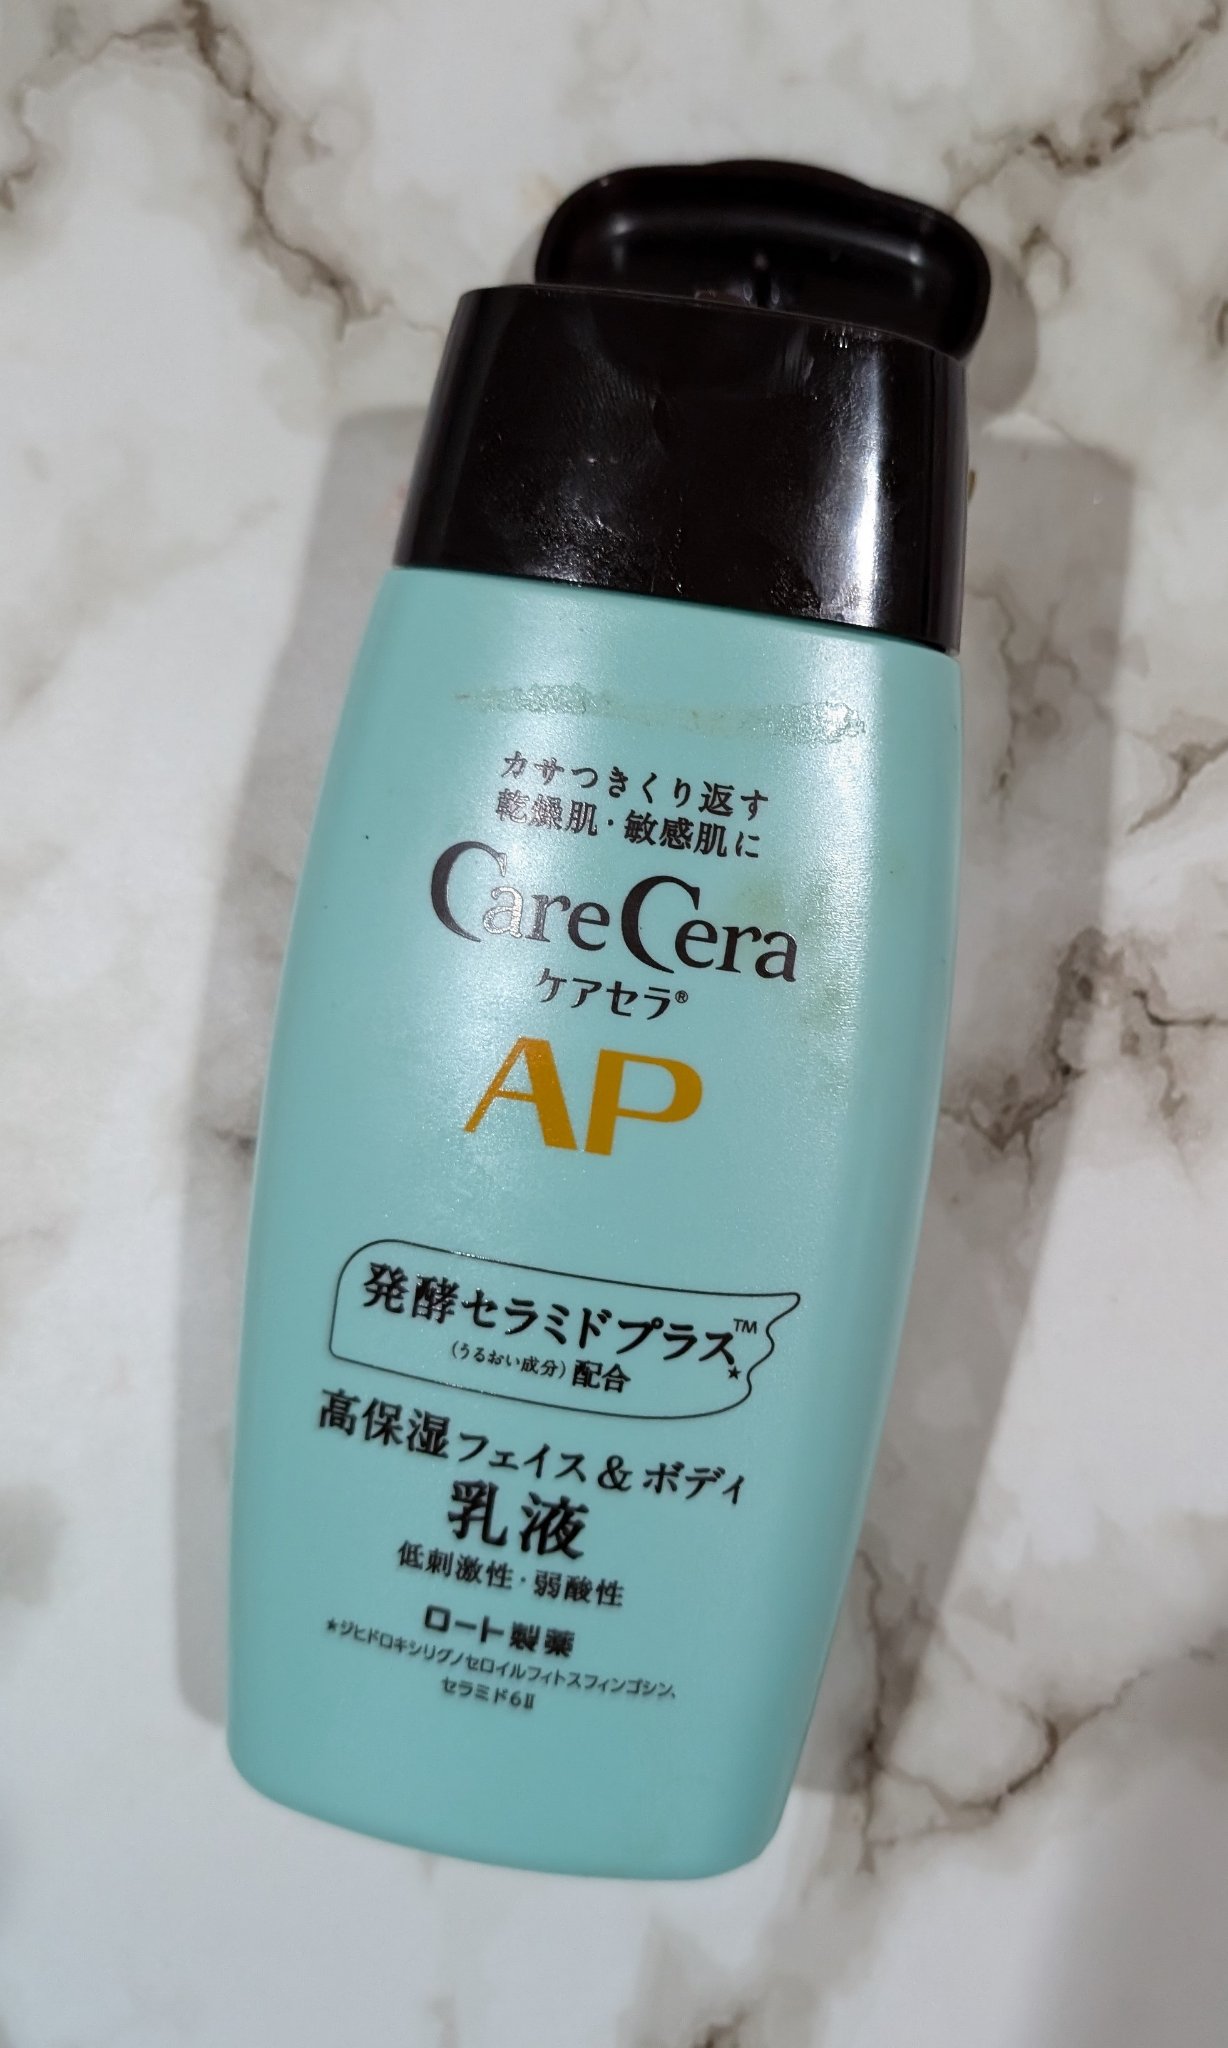 カサつきくり返す
乾燥肌・敏感肌に
CareCera
ケアセラ®
AP
発酵セラミドプラス™★
(うるおい成分)配合
高保湿フェイス&ボディ
乳液
低刺激性・弱酸性
ロート製薬
★ジヒドロキシリグノセロイルフィトスフィンゴシン、
セラミド6Ⅱ